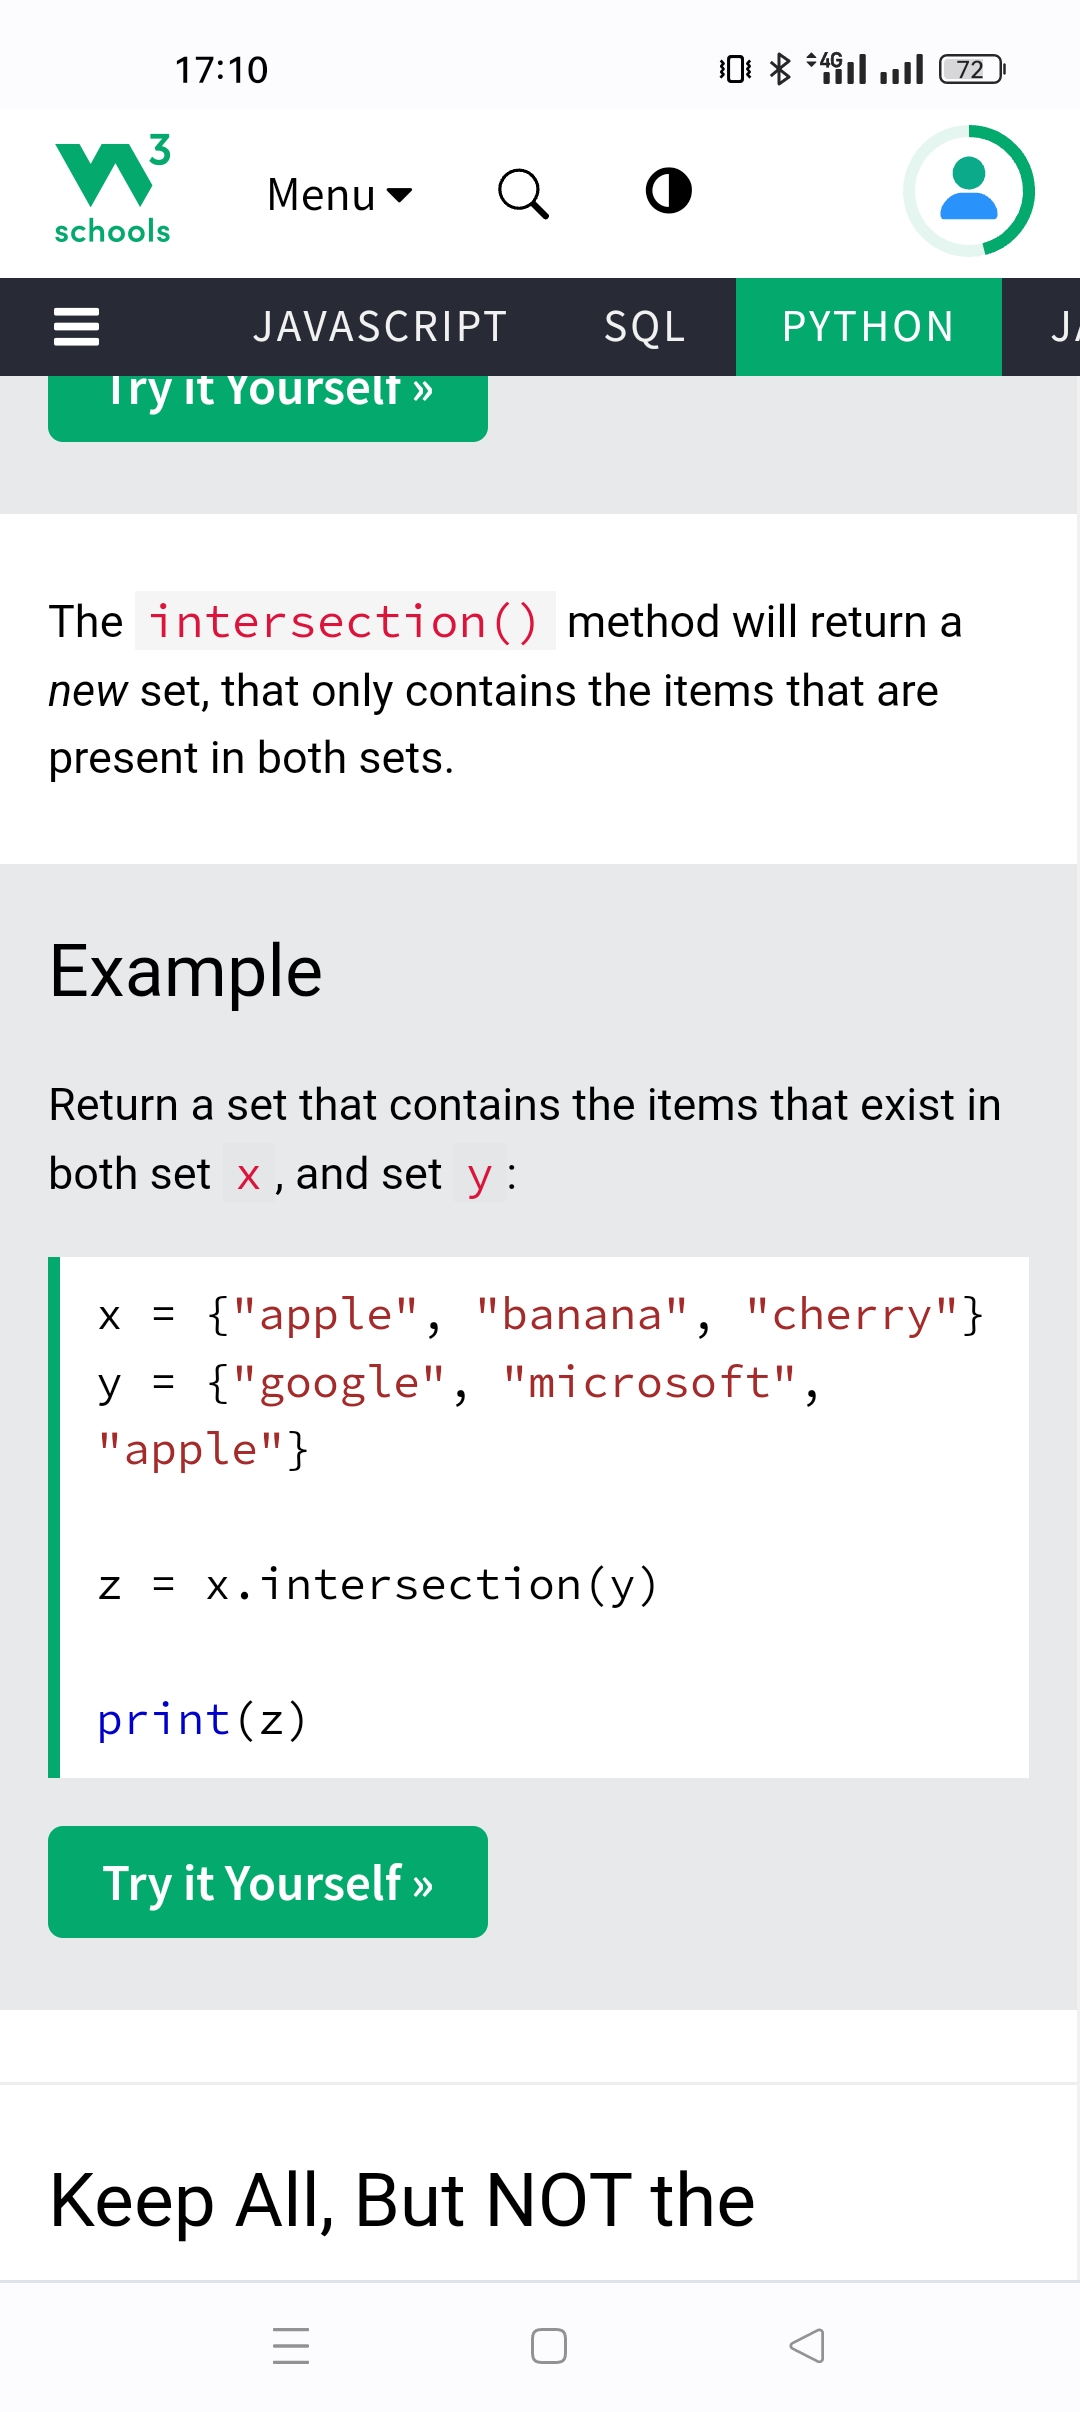 17:10
4G
72
W3
schools
Menu
JAVASCRIPT SQL PYTHON JA
Try it Yourself »
The intersection() method will return a
new set, that only contains the items that are
present in both sets.
Example
Return a set that contains the items that exist in
both set x , and set y :
x = {"apple", "banana", "cherry"}
y = {"google", "microsoft",
"apple"}
z = x.intersection(y)
print(z)
Try it Yourself »
Keep All, But NOT the